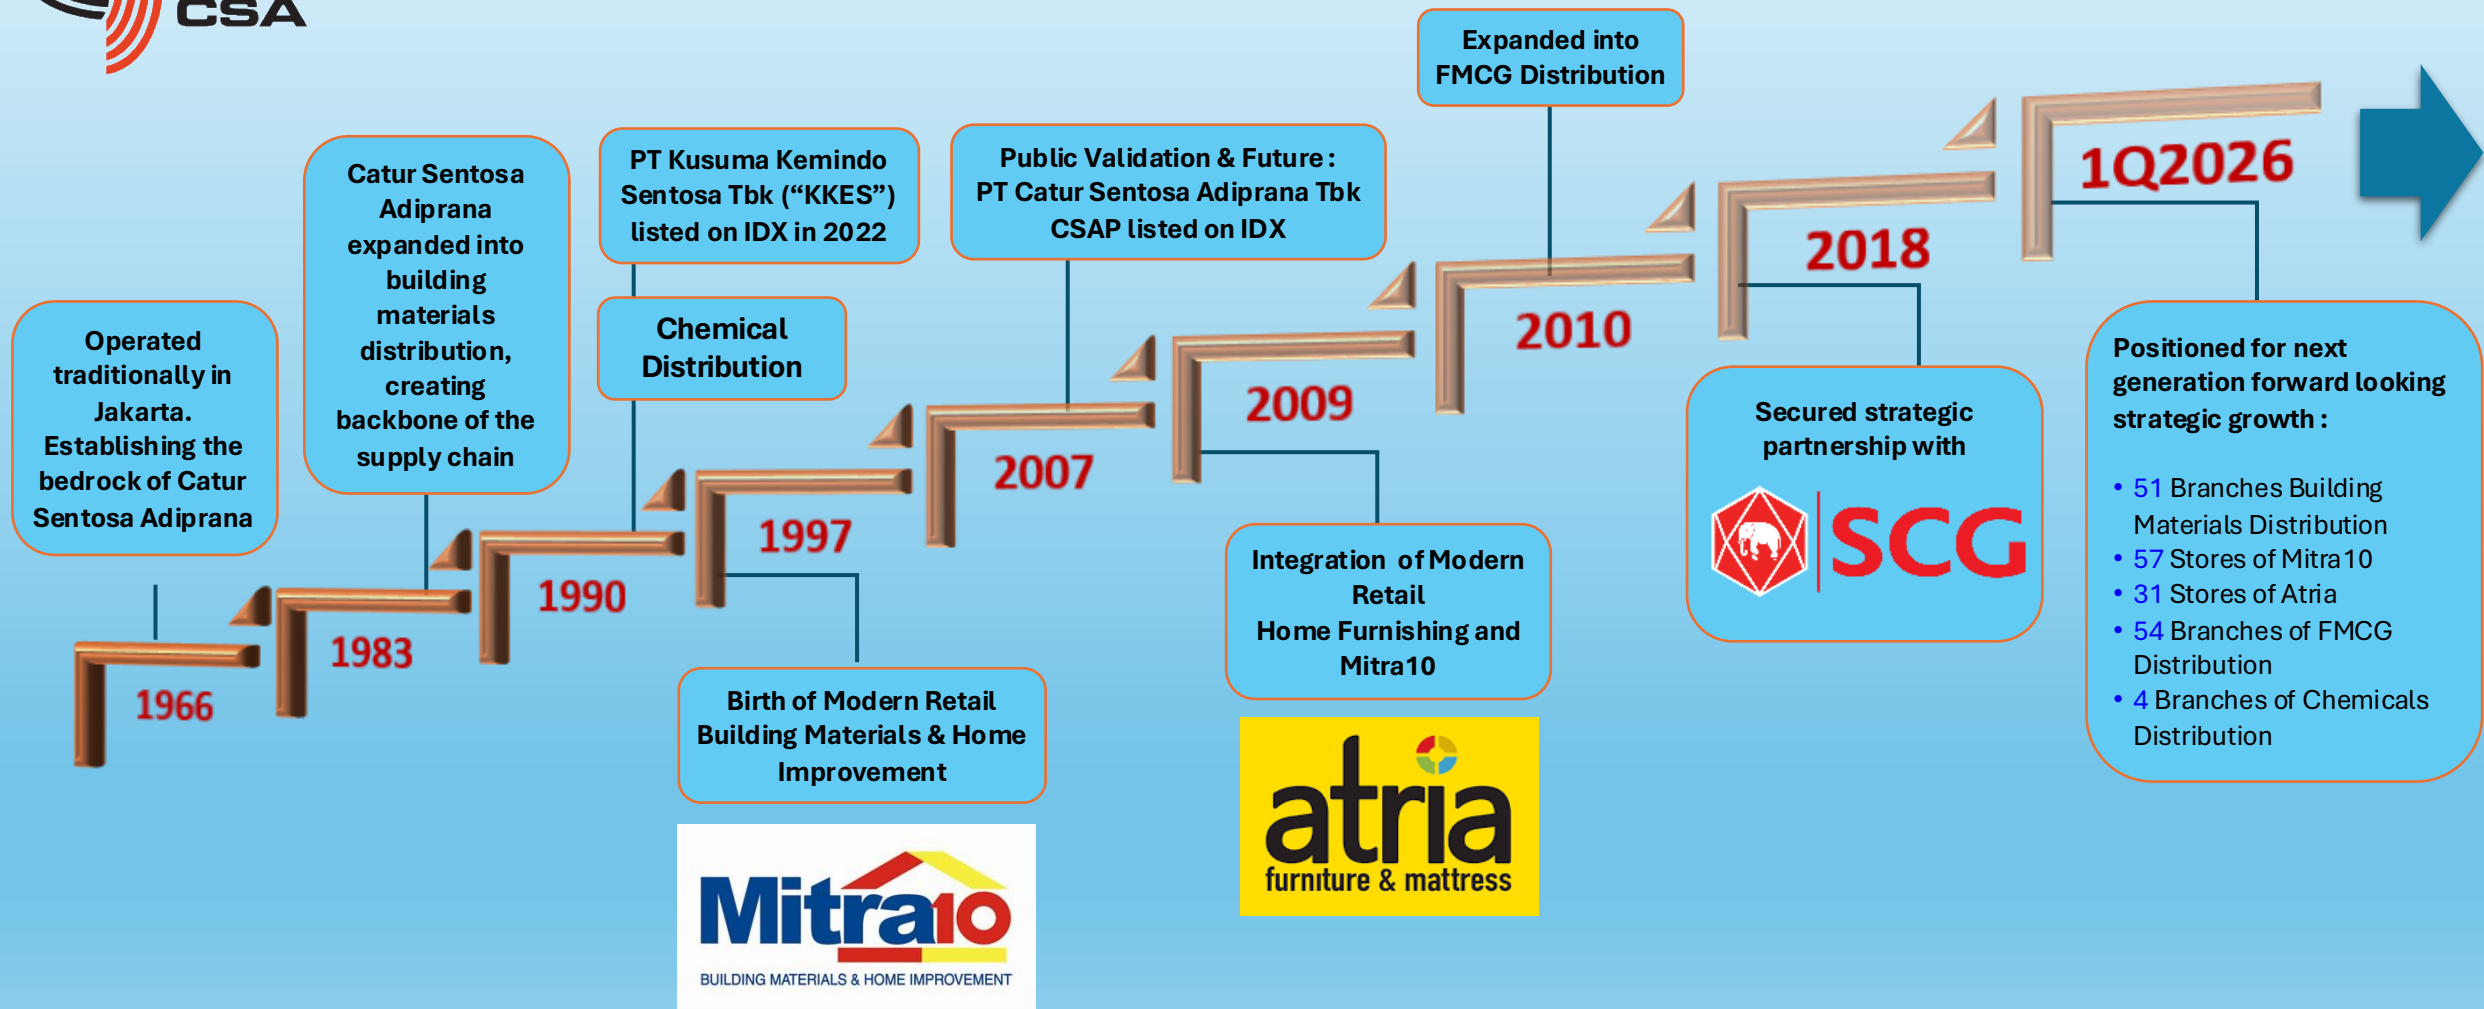 CSA
Operated
traditionally in
Jakarta.
Establishing the
bedrock of Catur
Sentosa Adiprana
1966
Catur Sentosa
Adiprana
expanded into
building
materials
distribution,
creating
backbone of the
supply chain
1983
PT Kusuma Kemindo
Sentosa Tbk (“KKES”)
listed on IDX in 2022
Chemical
Distribution
1990
1997
Birth of Modern Retail
Building Materials & Home
Improvement
Mitra10
BUILDING MATERIALS & HOME IMPROVEMENT
Public Validation & Future :
PT Catur Sentosa Adiprana Tbk
CSAP listed on IDX
2007
2009
Integration of Modern
Retail
Home Furnishing and
Mitra10
atria
furniture & mattress
Expanded into
FMCG Distribution
2010
2018
Secured strategic
partnership with
SCG
1Q2026
Positioned for next
generation forward looking
strategic growth :
• 51 Branches Building
Materials Distribution
• 57 Stores of Mitra10
• 31 Stores of Atria
• 54 Branches of FMCG
Distribution
• 4 Branches of Chemicals
Distribution